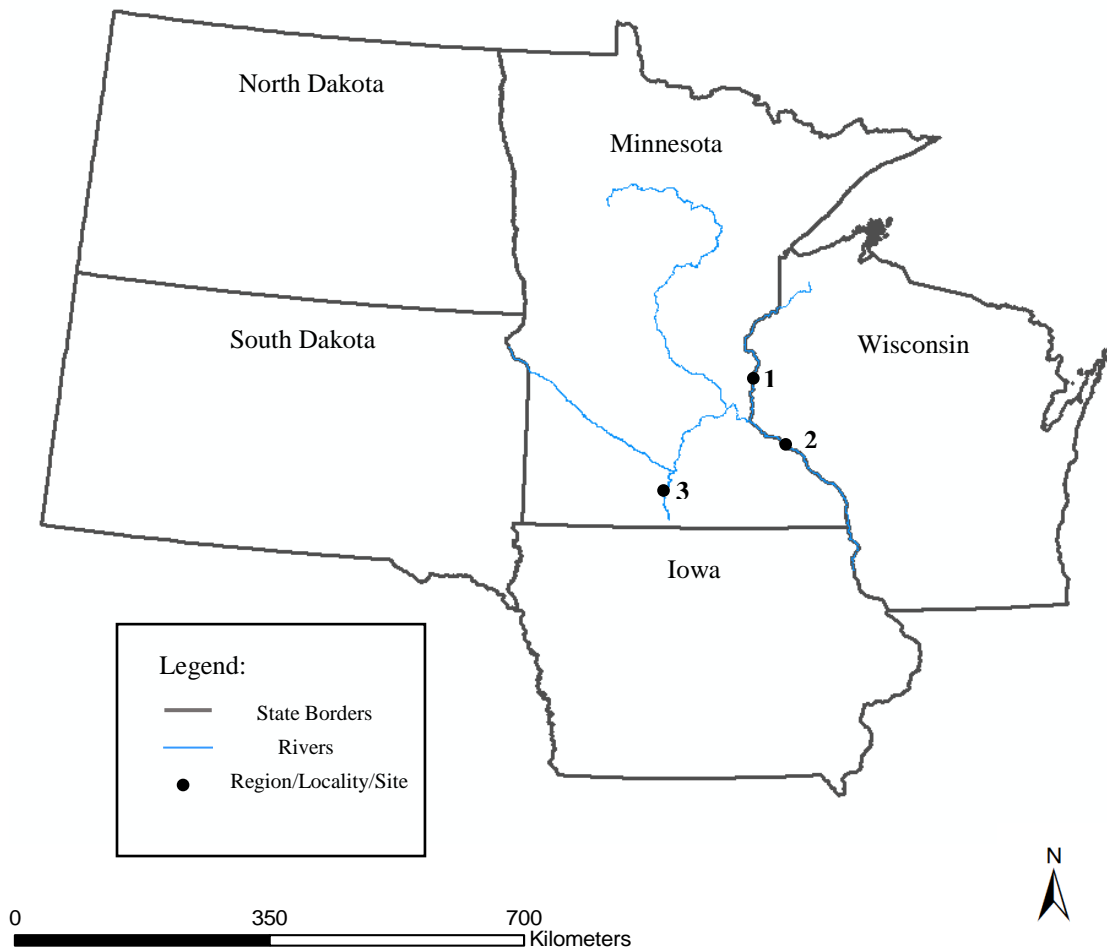 North Dakota
Minnesota
South Dakota
Wisconsin
1
2
3
Iowa
Legend:
State Borders
Rivers
Region/Locality/Site
N
0 350 700
Kilometers